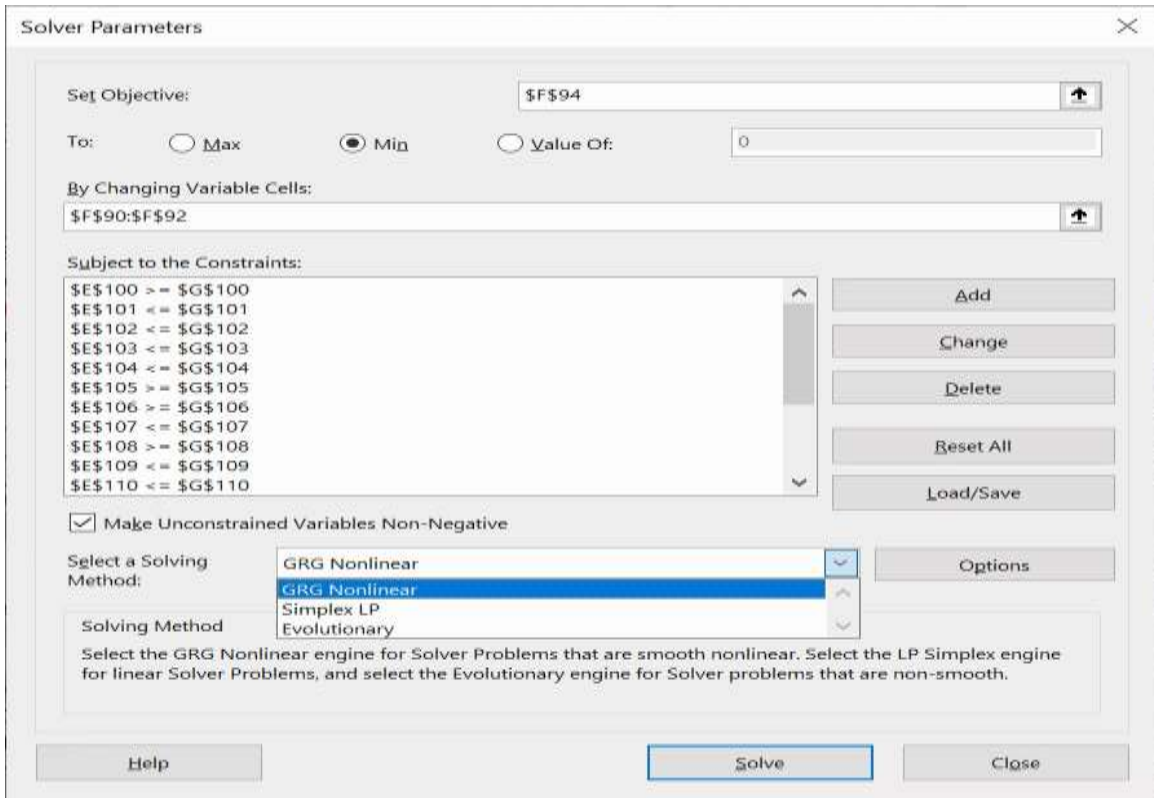 Solver Parameters
Set Objective:
$F$94
To:
Max
Min
Value Of:
0
By Changing Variable Cells:
$F$90:$F$92
Subject to the Constraints:
$E$100 >= $G$100
$E$101 <= $G$101
$E$102 <= $G$102
$E$103 <= $G$103
$E$104 <= $G$104
$E$105 >= $G$105
$E$106 >= $G$106
$E$107 <= $G$107
$E$108 >= $G$108
$E$109 <= $G$109
$E$110 <= $G$110
Add
Change
Delete
Reset All
Load/Save
Make Unconstrained Variables Non-Negative
Select a Solving
Method:
GRG Nonlinear
GRG Nonlinear
Simplex LP
Evolutionary
Options
Solving Method
Select the GRG Nonlinear engine for Solver Problems that are smooth nonlinear. Select the LP Simplex engine
for linear Solver Problems, and select the Evolutionary engine for Solver problems that are non-smooth.
Help
Solve
Close